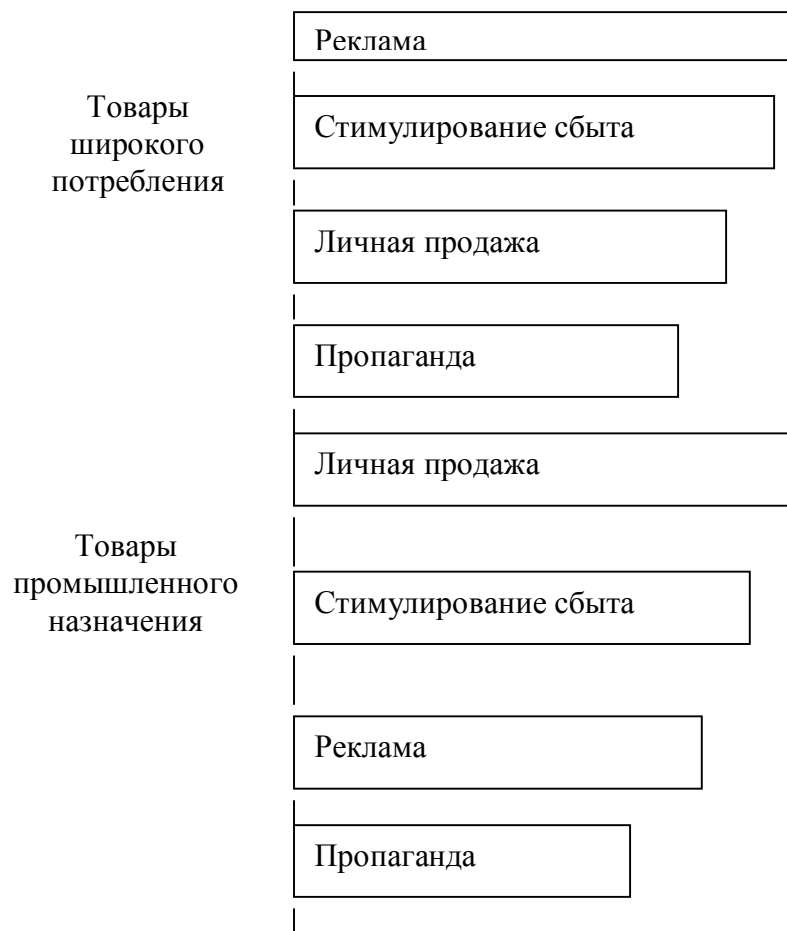 Реклама
Товары
широкого
потребления
Стимулирование сбыта
Личная продажа
Пропаганда
Личная продажа
Товары
промышленного
назначения
Стимулирование сбыта
Реклама
Пропаганда